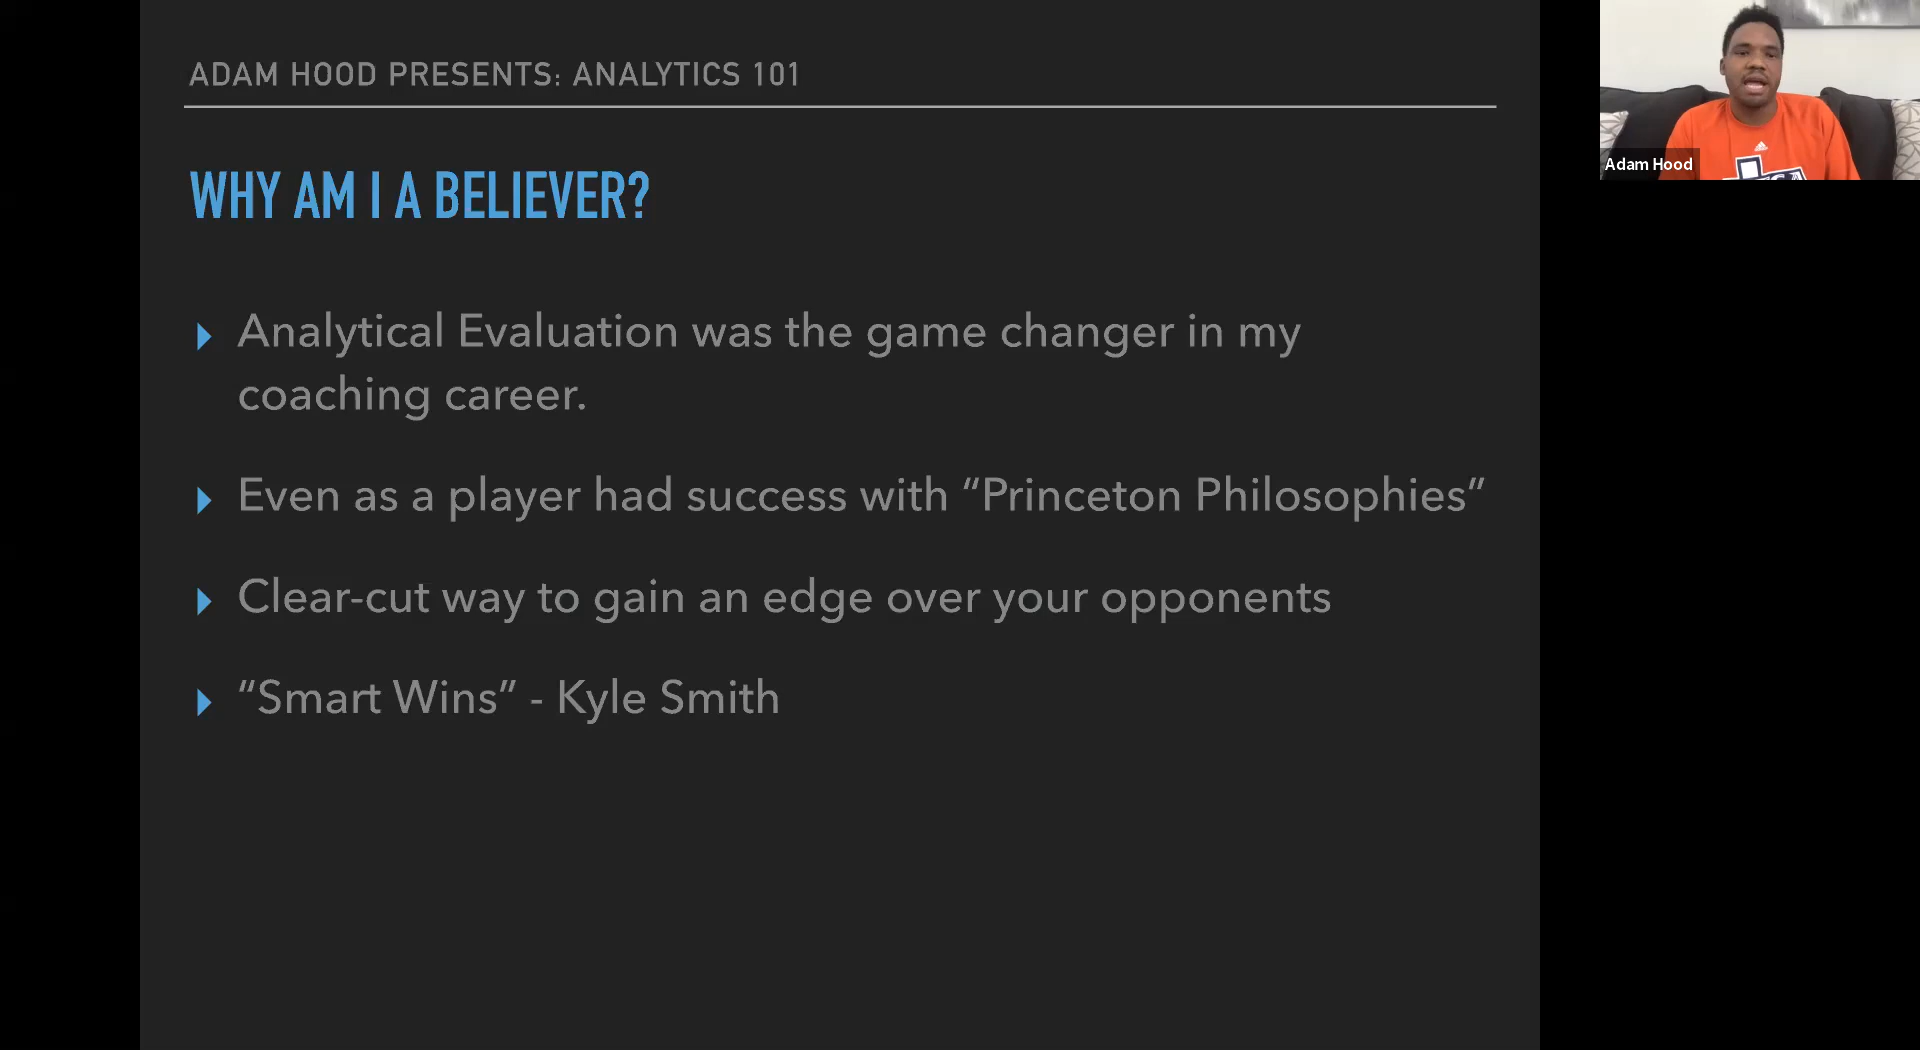 ADAM HOOD PRESENTS: ANALYTICS 101
WHY AM I A BELIEVER?
Analytical Evaluation was the game changer in my
coaching career.
Even as a player had success with “Princeton Philosophies”
Clear-cut way to gain an edge over your opponents
“Smart Wins” - Kyle Smith
Adam Hood